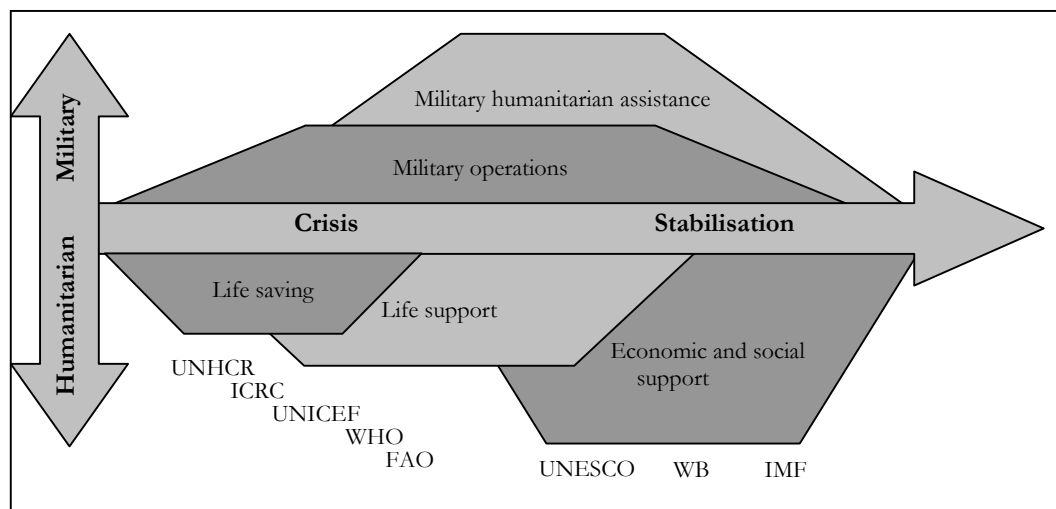 Military
Humanitarian
Military humanitarian assistance
Military operations
Crisis
Stabilisation
Life saving
Life support
Economic and social
support
UNHCR
ICRC
UNICEF
WHO
FAO
UNESCO
WB
IMF